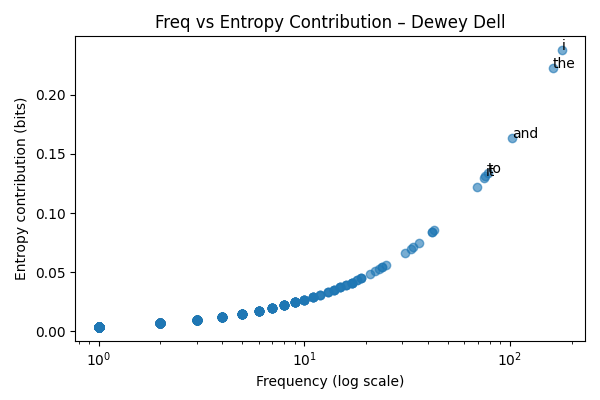 Freq vs Entropy Contribution – Dewey Dell
Entropy contribution (bits)
0.20
0.15
0.10
0.05
0.00
i
the
and
to
it
10^0
10^1
10^2
Frequency (log scale)